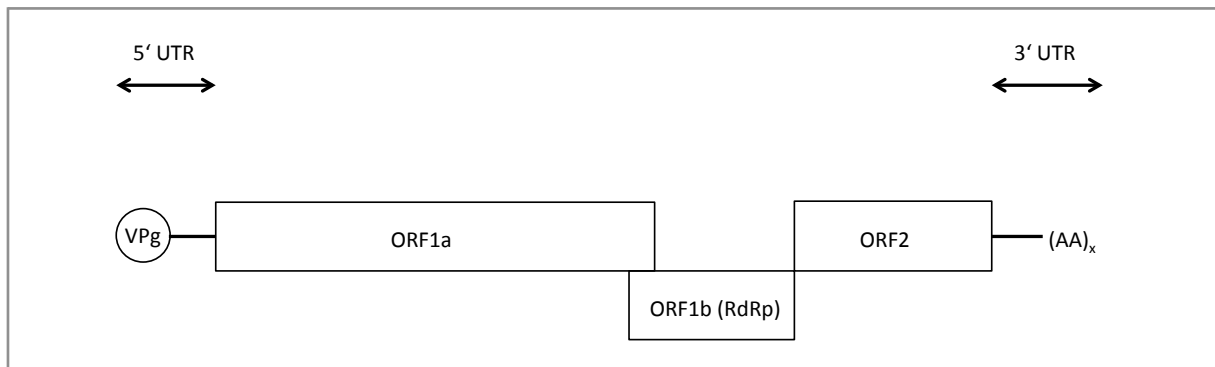 5‘ UTR
3‘ UTR
VPg
ORF1a
ORF2
(AA)x
ORF1b (RdRp)